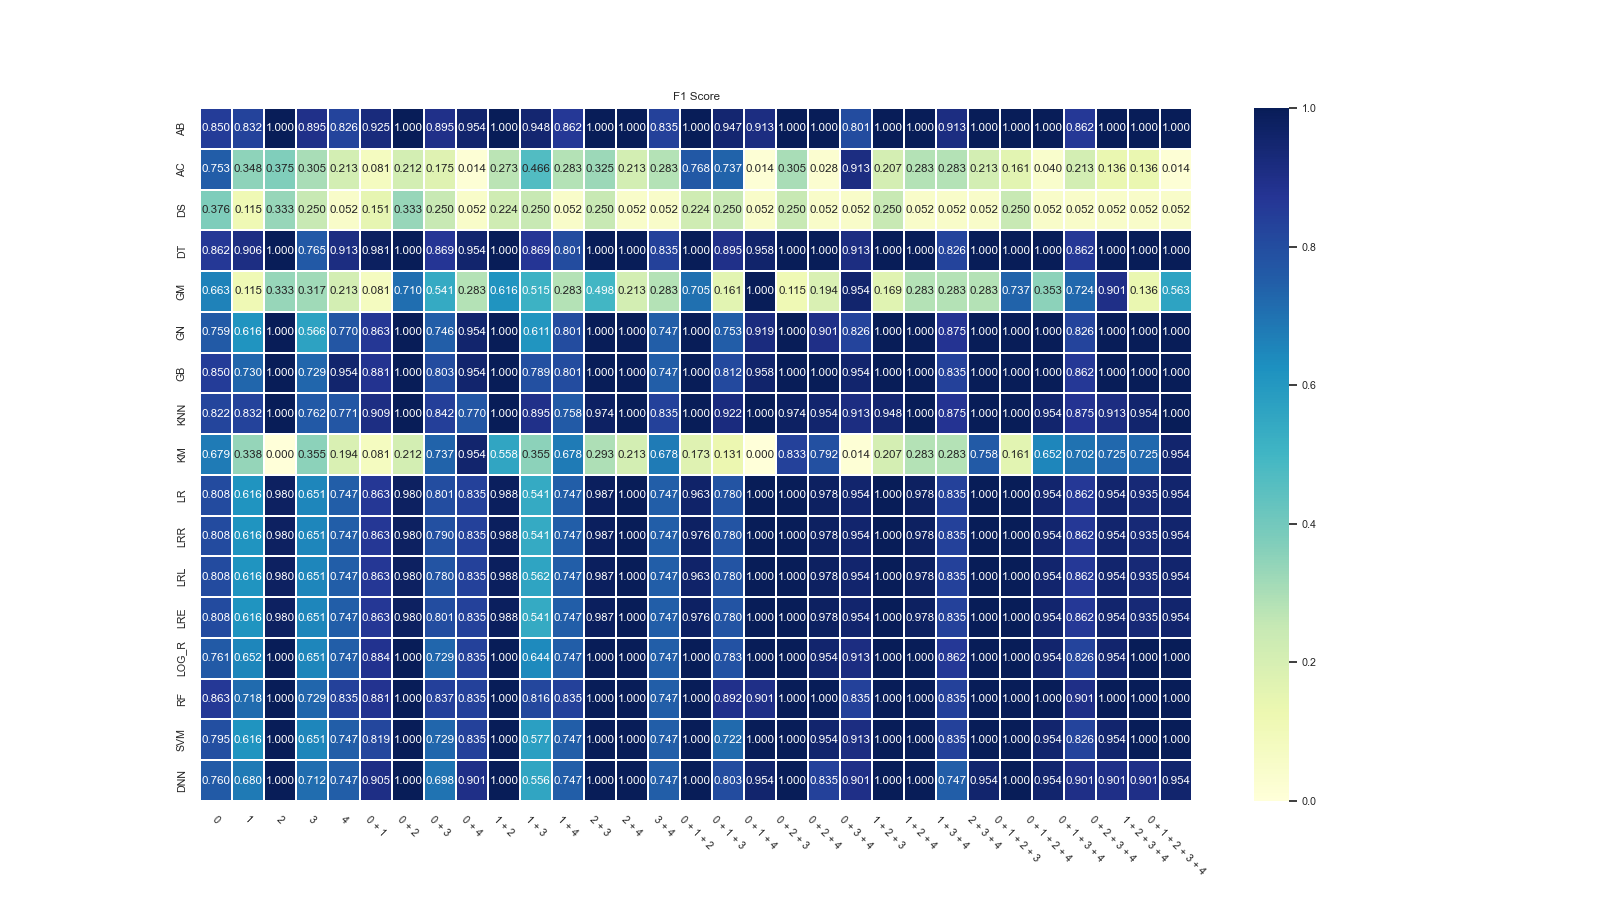 F1 Score
AB 0.850 0.832 1.000 0.895 0.826 0.925 1.000 0.895 0.954 1.000 0.948 0.862 1.000 1.000 0.835 1.000 0.947 0.913 1.000 1.000 0.801 1.000 1.000 0.913 1.000 1.000 1.000 0.862 1.000 1.000 1.000
AC 0.753 0.348 0.375 0.305 0.213 0.081 0.212 0.175 0.014 0.273 0.466 0.283 0.325 0.213 0.283 0.768 0.737 0.014 0.305 0.028 0.913 0.207 0.283 0.283 0.213 0.161 0.040 0.213 0.136 0.136 0.014
DS 0.376 0.115 0.333 0.250 0.052 0.151 0.333 0.250 0.052 0.224 0.250 0.052 0.250 0.052 0.052 0.224 0.250 0.052 0.250 0.052 0.052 0.250 0.052 0.052 0.052 0.250 0.052 0.052 0.052 0.052 0.052
DT 0.862 0.906 1.000 0.765 0.913 0.981 1.000 0.869 0.954 1.000 0.869 0.801 1.000 1.000 0.835 1.000 0.895 0.958 1.000 1.000 0.913 1.000 1.000 0.826 1.000 1.000 1.000 0.862 1.000 1.000 1.000
GM 0.663 0.115 0.333 0.317 0.213 0.081 0.710 0.541 0.283 0.616 0.515 0.283 0.498 0.213 0.283 0.705 0.161 1.000 0.115 0.194 0.954 0.169 0.283 0.283 0.283 0.737 0.353 0.724 0.901 0.136 0.563
GN 0.759 0.616 1.000 0.566 0.770 0.863 1.000 0.746 0.954 1.000 0.611 0.801 1.000 1.000 0.747 1.000 0.753 0.919 1.000 0.901 0.826 1.000 1.000 0.875 1.000 1.000 1.000 0.826 1.000 1.000 1.000
GB 0.850 0.730 1.000 0.729 0.954 0.881 1.000 0.803 0.954 1.000 0.789 0.801 1.000 1.000 0.747 1.000 0.812 0.958 1.000 1.000 0.954 1.000 1.000 0.835 1.000 1.000 1.000 0.862 1.000 1.000 1.000
KNN 0.822 0.832 1.000 0.762 0.771 0.909 1.000 0.842 0.770 1.000 0.895 0.758 0.974 1.000 0.835 1.000 0.922 1.000 0.974 0.954 0.913 0.948 1.000 0.875 1.000 1.000 0.954 0.875 0.913 0.954 1.000
KM 0.679 0.338 0.000 0.355 0.194 0.081 0.212 0.737 0.954 0.558 0.355 0.678 0.293 0.213 0.678 0.173 0.131 0.000 0.833 0.792 0.014 0.207 0.283 0.283 0.758 0.161 0.652 0.702 0.725 0.725 0.954
LR 0.808 0.616 0.980 0.651 0.747 0.863 0.980 0.801 0.835 0.988 0.541 0.747 0.987 1.000 0.747 0.963 0.780 1.000 1.000 0.978 0.954 1.000 0.978 0.835 1.000 1.000 0.954 0.862 0.954 0.935 0.954
LRR 0.808 0.616 0.980 0.651 0.747 0.863 0.980 0.790 0.835 0.988 0.541 0.747 0.987 1.000 0.747 0.976 0.780 1.000 1.000 0.978 0.954 1.000 0.978 0.835 1.000 1.000 0.954 0.862 0.954 0.935 0.954
LRL 0.808 0.616 0.980 0.651 0.747 0.863 0.980 0.780 0.835 0.988 0.562 0.747 0.987 1.000 0.747 0.963 0.780 1.000 1.000 0.978 0.954 1.000 0.978 0.835 1.000 1.000 0.954 0.862 0.954 0.935 0.954
LRE 0.808 0.616 0.980 0.651 0.747 0.863 0.980 0.801 0.835 0.988 0.541 0.747 0.987 1.000 0.747 0.976 0.780 1.000 1.000 0.978 0.954 1.000 0.978 0.835 1.000 1.000 0.954 0.862 0.954 0.935 0.954
LOG_R 0.761 0.652 1.000 0.651 0.747 0.884 1.000 0.729 0.835 1.000 0.644 0.747 1.000 1.000 0.747 1.000 0.783 1.000 1.000 0.954 0.913 1.000 1.000 0.862 1.000 1.000 0.954 0.826 0.954 1.000 1.000
RF 0.863 0.718 1.000 0.729 0.835 0.881 1.000 0.837 0.835 1.000 0.816 0.835 1.000 1.000 0.747 1.000 0.892 0.901 1.000 1.000 0.835 1.000 1.000 0.835 1.000 1.000 1.000 0.901 1.000 1.000 1.000
SVM 0.795 0.616 1.000 0.651 0.747 0.819 1.000 0.729 0.835 1.000 0.577 0.747 1.000 1.000 0.747 1.000 0.722 1.000 1.000 0.954 0.913 1.000 1.000 0.835 1.000 1.000 0.954 0.826 0.954 1.000 1.000
DNN 0.760 0.680 1.000 0.712 0.747 0.905 1.000 0.698 0.901 1.000 0.556 0.747 1.000 1.000 0.747 1.000 0.803 0.954 1.000 0.835 0.901 1.000 1.000 0.747 0.954 1.000 0.954 0.901 0.901 0.901 0.954
0 1 2 3 4 0 + 1 0 + 2 0 + 3 0 + 4 1 + 2 1 + 3 1 + 4 2 + 3 2 + 4 3 + 4 0 + 1 + 2 0 + 1 + 3 0 + 1 + 4 0 + 2 + 3 0 + 2 + 4 0 + 3 + 4 1 + 2 + 3 1 + 2 + 4 1 + 3 + 4 2 + 3 + 4 0 + 1 + 2 + 3 0 + 1 + 2 + 4 0 + 1 + 3 + 4 0 + 2 + 3 + 4 1 + 2 + 3 + 4 0 + 1 + 2 + 3 + 4
1.0
0.8
0.6
0.4
0.2
0.0